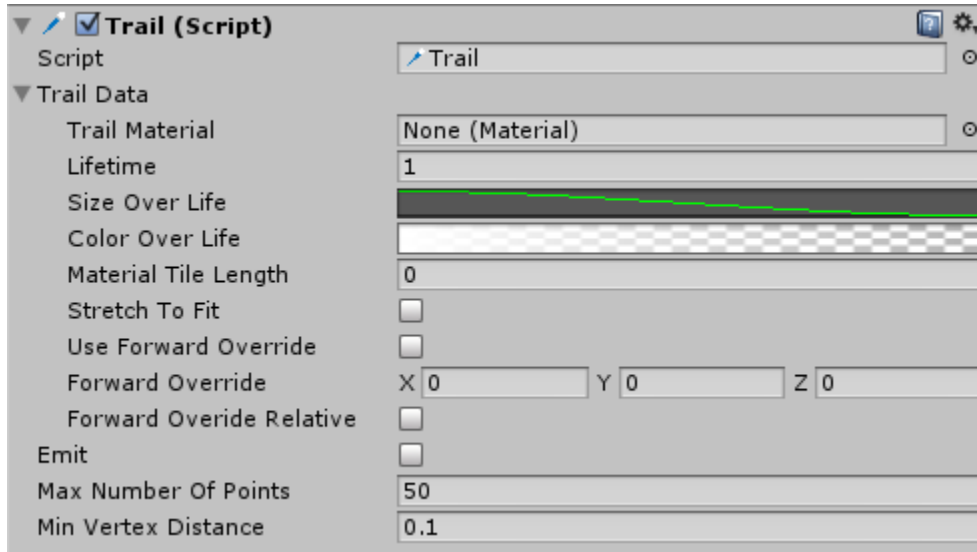 Trail (Script)
Script Trail
Trail Data
Trail Material None (Material)
Lifetime 1
Size Over Life
Color Over Life
Material Tile Length 0
Stretch To Fit
Use Forward Override
Forward Override X 0 Y 0 Z 0
Forward Overide Relative
Emit
Max Number Of Points 50
Min Vertex Distance 0.1